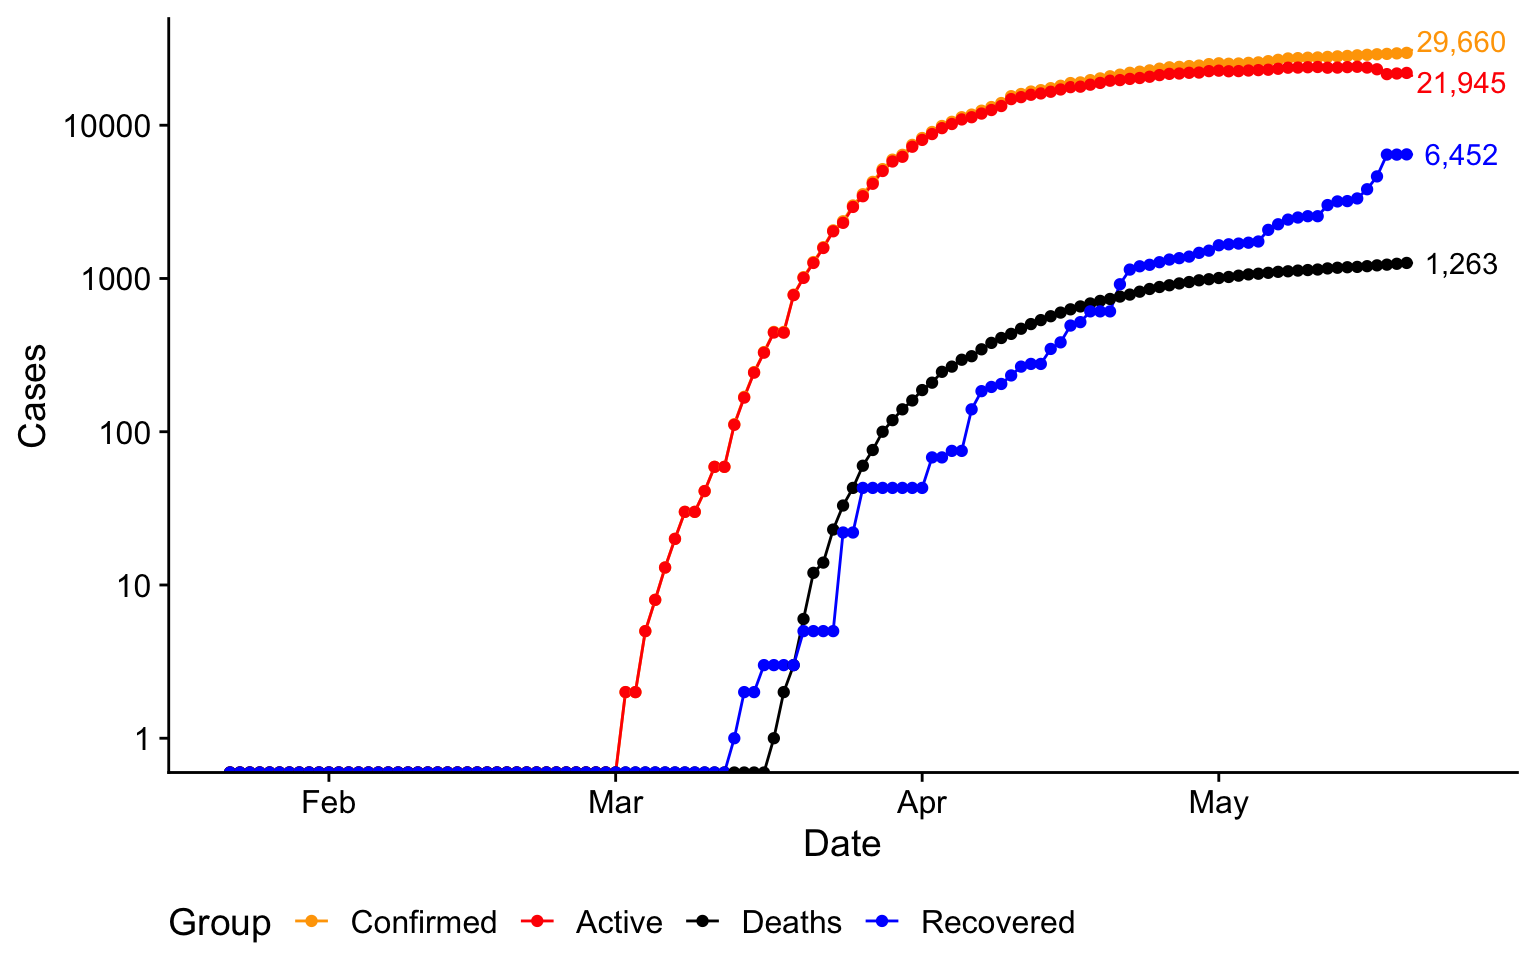 29,660
21,945
10000
6,452
1000
1,263
100
10
1
Cases
Feb Mar Apr May
Date
Group Confirmed Active Deaths Recovered